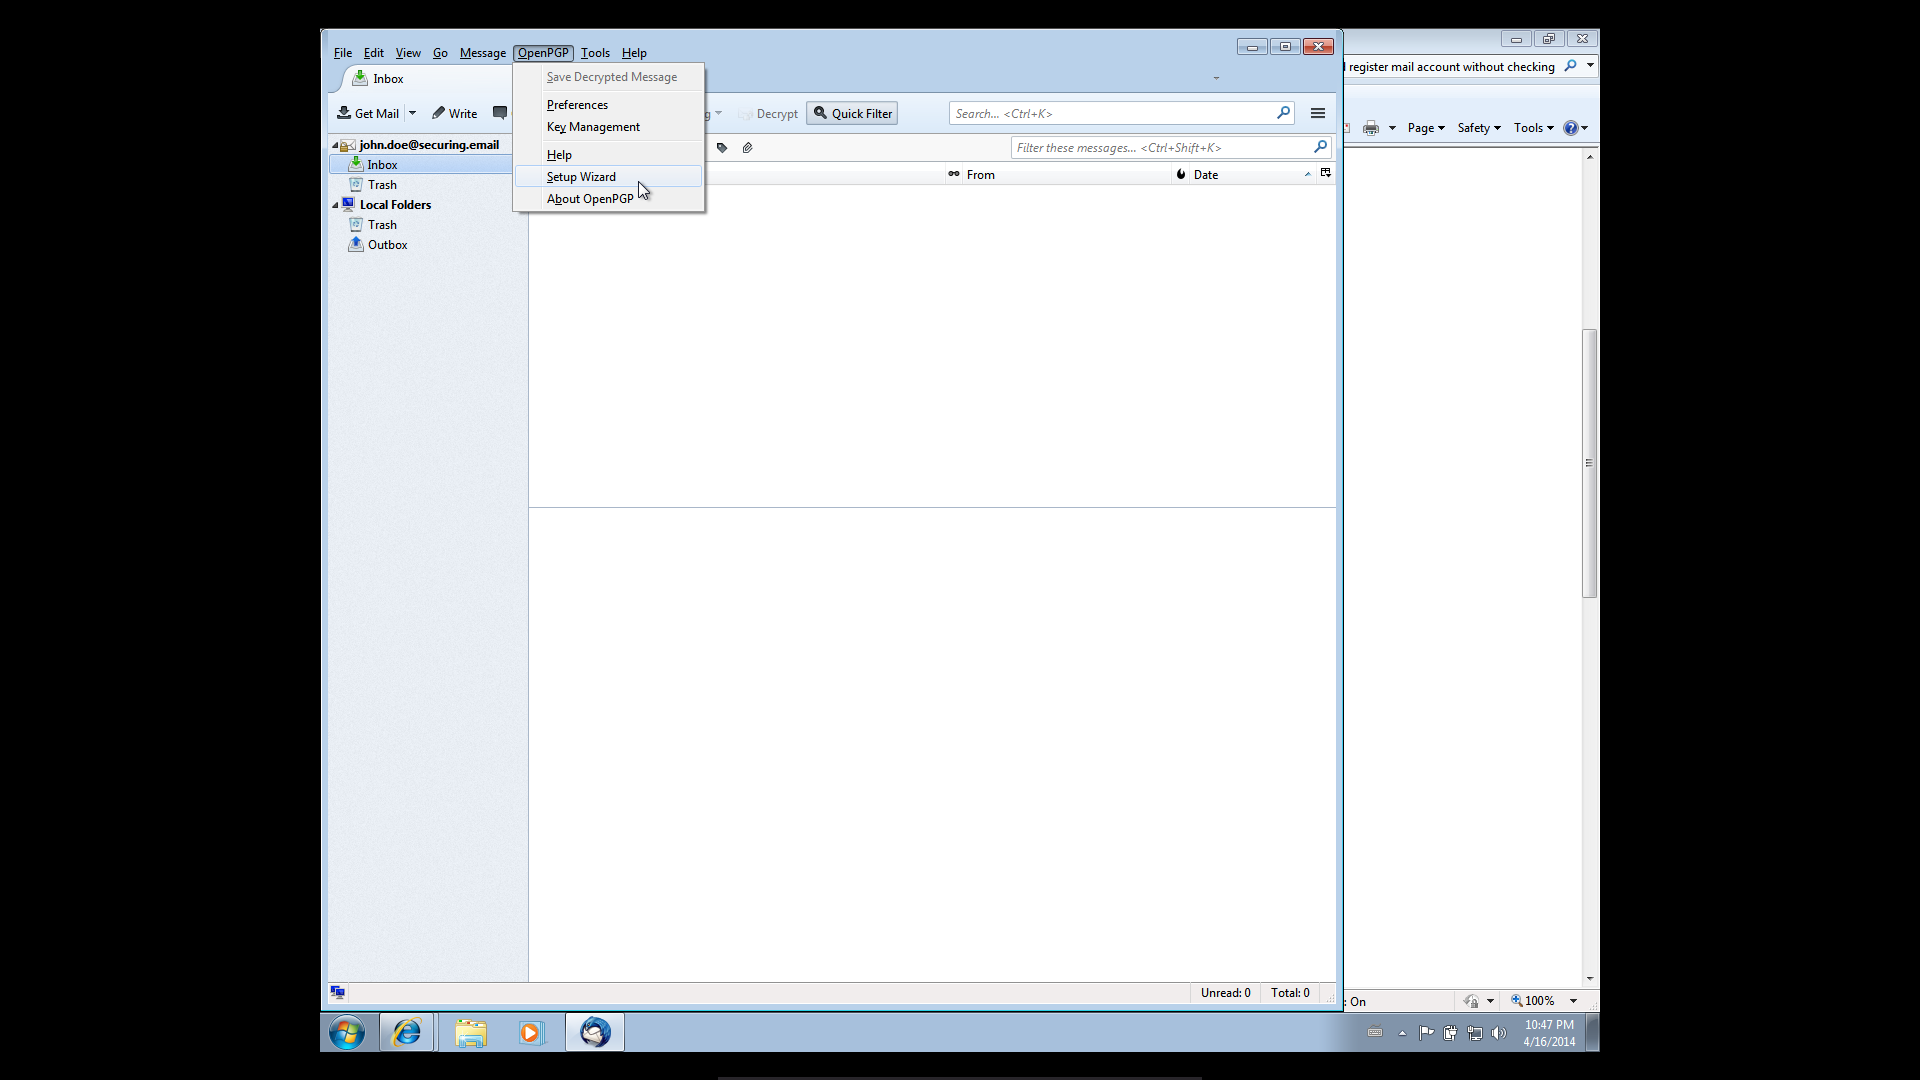 File Edit View Go Message OpenPGP Tools Help
register mail account without checking
Inbox
Save Decrypted Message
Get Mail Write Decrypt Quick Filter Search... <Ctrl+K>
Preferences
Key Management
Page Safety Tools
john.doe@securing.email
Filter these messages... <Ctrl+Shift+K>
Help
Inbox
Setup Wizard
From Date
Trash
About OpenPGP
Local Folders
Trash
Outbox
Unread: 0 Total: 0
: On 100%
10:47 PM
4/16/2014